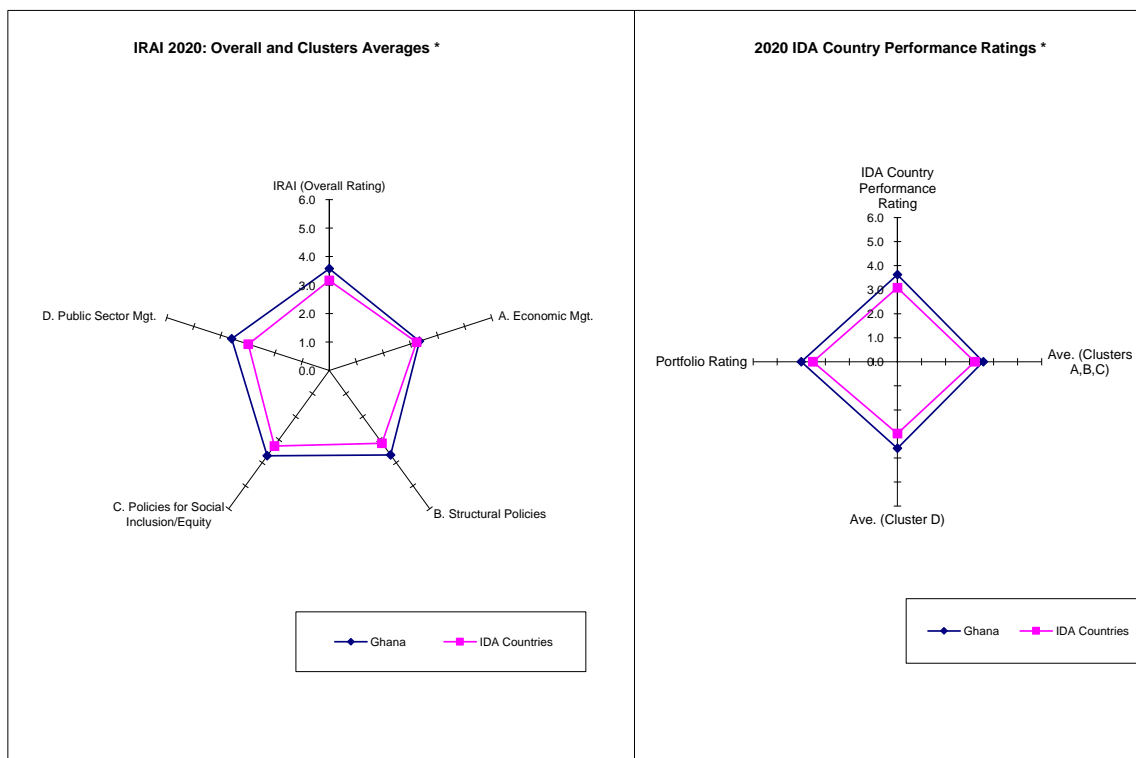 IRAI 2020: Overall and Clusters Averages *
IRAI (Overall Rating)
6.0
5.0
4.0
3.0
2.0
1.0
0.0
A. Economic Mgt.
B. Structural Policies
C. Policies for Social
Inclusion/Equity
D. Public Sector Mgt.
Ghana
IDA Countries
2020 IDA Country Performance Ratings *
IDA Country
Performance
Rating
6.0
5.0
4.0
3.0
2.0
1.0
0.0
Ave. (Clusters
A,B,C)
Ave. (Cluster D)
Portfolio Rating
Ghana
IDA Countries